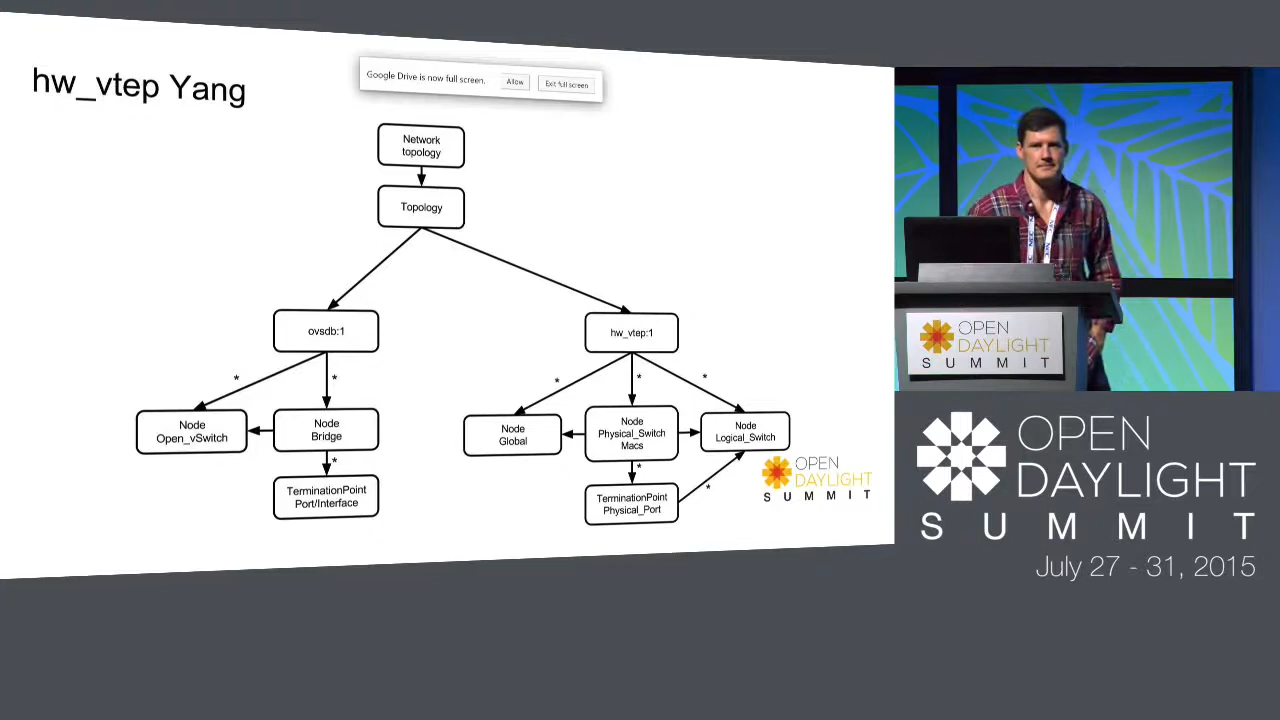 hw_vtep Yang
Google Drive is now full screen.
Allow
Exit full screen
Network
topology
Topology
ovsdb:1
hw_vtep:1
*
*
*
*
*
Node
Open_vSwitch
Node
Bridge
Node
Global
Node
Physical_Switch
Macs
Node
Logical_Switch
*
*
*
TerminationPoint
Port/Interface
TerminationPoint
Physical_Port
OPEN
DAYLIGHT
SUMMIT
OPEN
DAYLIGHT
SUMMIT
OPEN
DAYLIGHT
SUMMIT
July 27 - 31, 2015